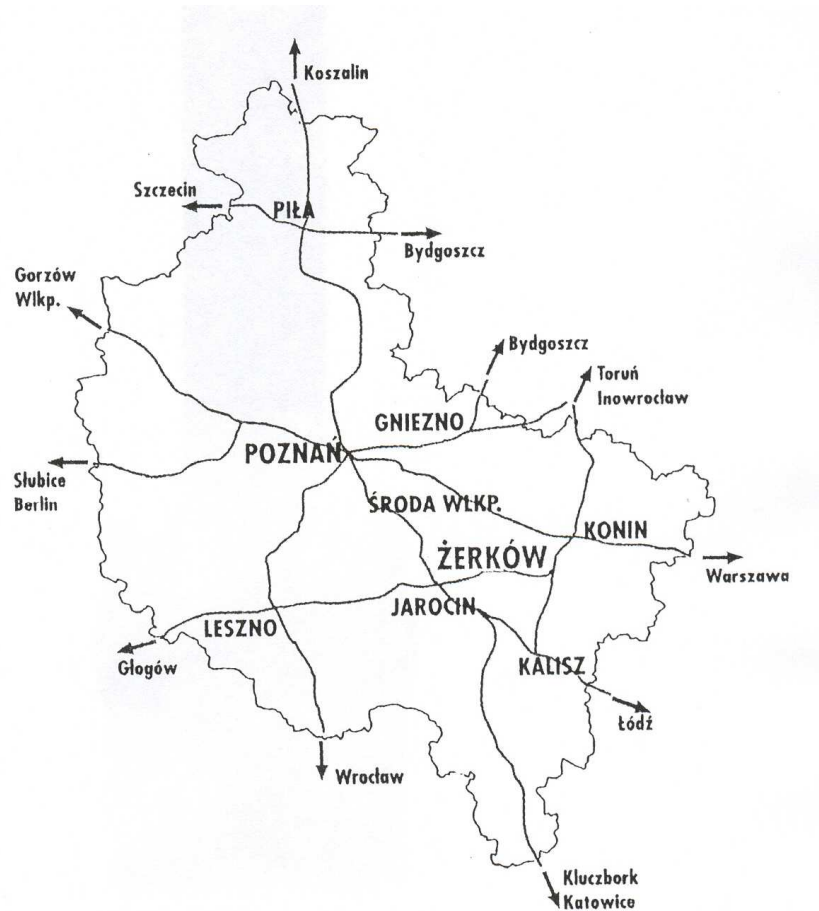 Koszalin
Szczecin
PIŁA
Bydgoszcz
Gorzów
Wlkp.
Bydgoszcz
Toruń
Inowrocław
GNIEZNO
POZNAŃ
Słubice
Berlin
ŚRODA WLKP.
KONIN
ŻERKÓW
Warszawa
JAROCIN
LESZNO
Głogów
KALISZ
Łódź
Wrocław
Kluczbork
Katowice